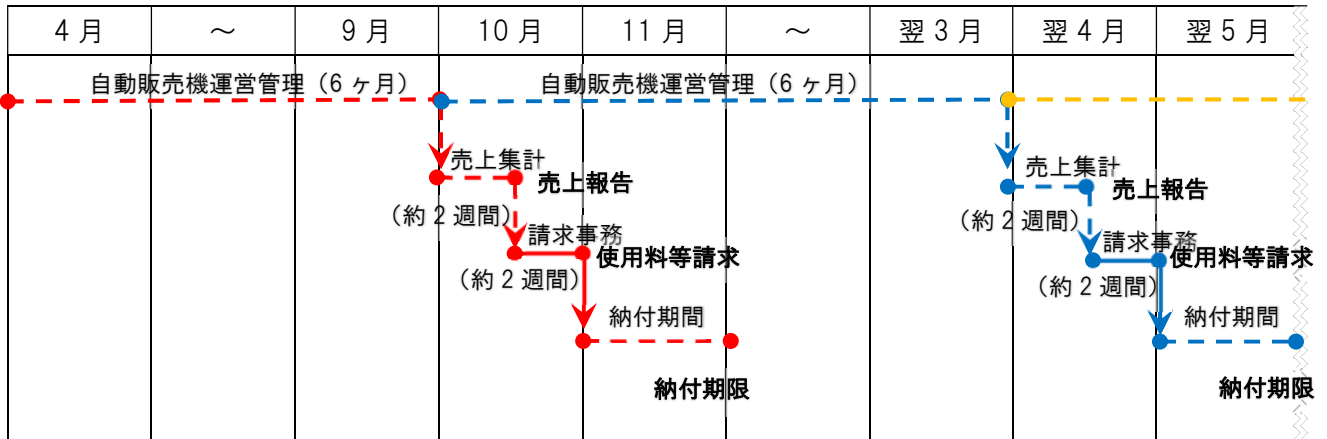 4月 ～ 9月 10月 11月 ～ 翌3月 翌4月 翌5月
自動販売機運営管理（6ヶ月） 自動販売機運営管理（6ヶ月）
売上集計 売上集計
売上報告 売上報告
（約2週間） （約2週間）
請求事務 請求事務
使用料等請求 使用料等請求
（約2週間） （約2週間）
納付期間 納付期間
納付期限 納付期限